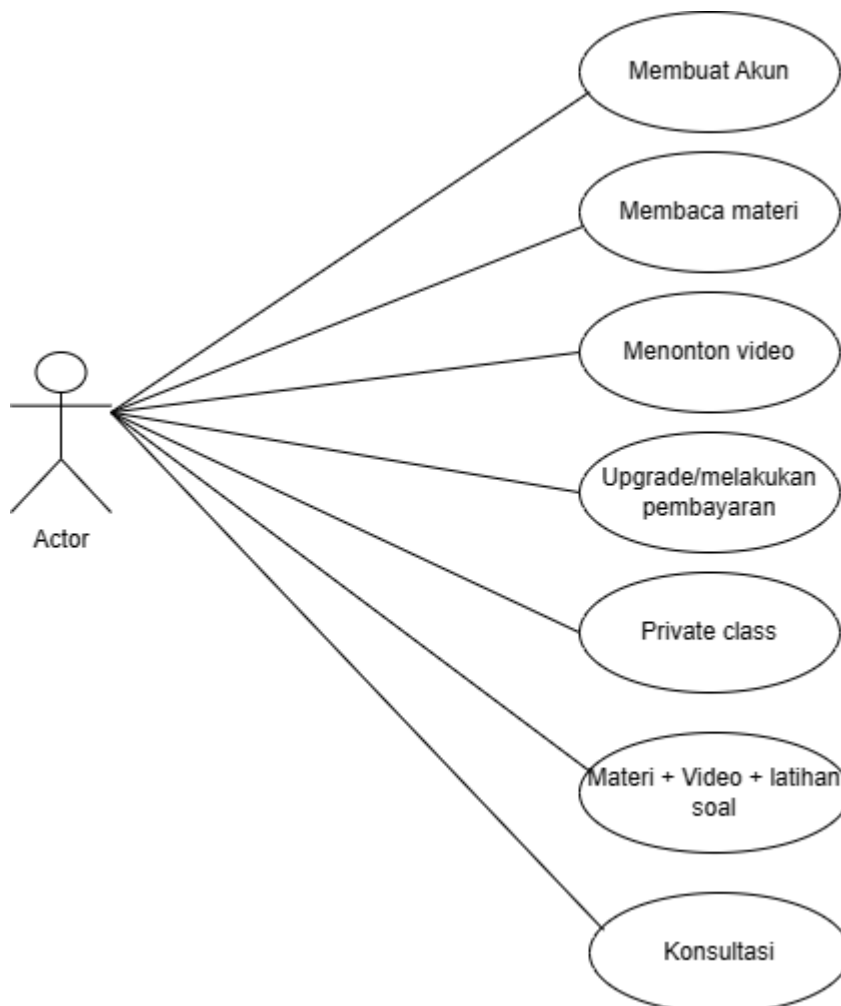 Membuat Akun
Membaca materi
Menonton video
Actor
Upgrade/melakukan
pembayaran
Private class
Materi + Video + latihan
soal
Konsultasi